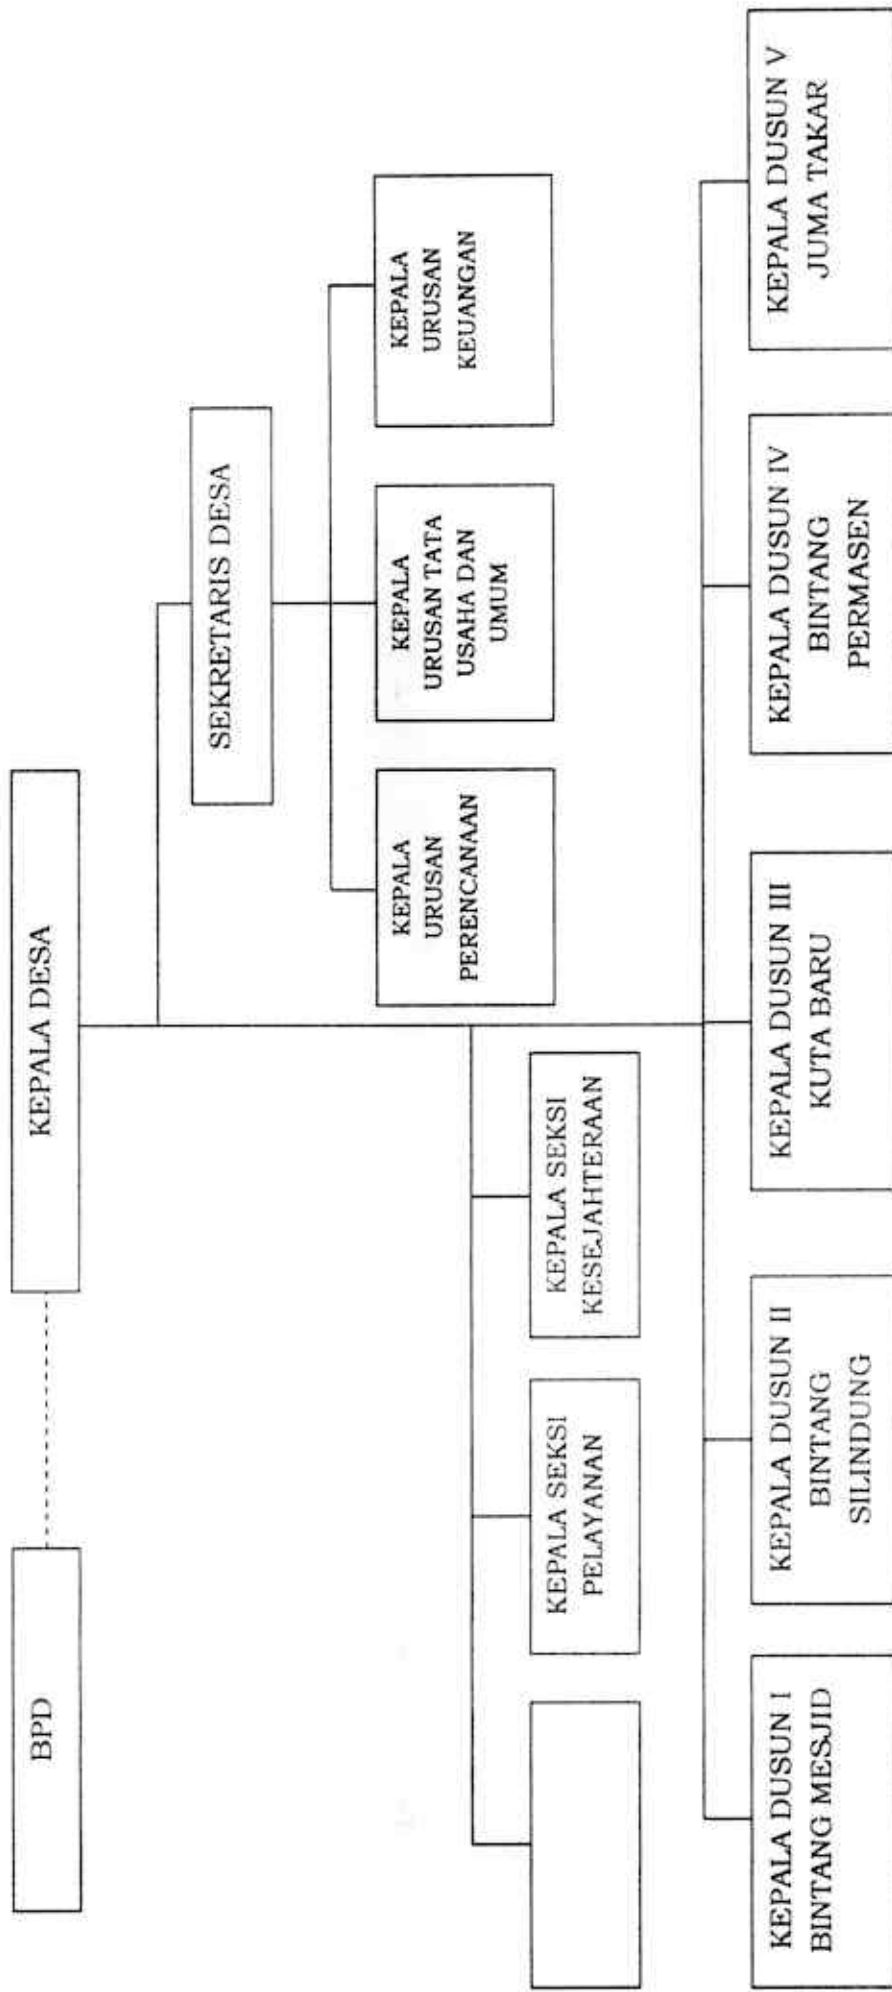 BPD
KEPALA DESA
SEKRETARIS DESA
KEPALA
URUSAN
PERENCANAAN
KEPALA
URUSAN TATA
USAHA DAN
UMUM
KEPALA
URUSAN
KEUANGAN
KEPALA SEKSI
PELAYANAN
KEPALA SEKSI
KESEJAHTERAAN
KEPALA DUSUN I
BINTANG MESJID
KEPALA DUSUN II
BINTANG
SILINDUNG
KEPALA DUSUN III
KUTA BARU
KEPALA DUSUN IV
BINTANG
PERMASEN
KEPALA DUSUN V
JUMA TAKAR